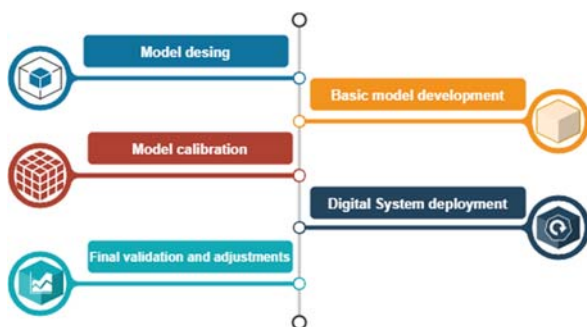 Model desing
Basic model development
Model calibration
Digital System deployment
Final validation and adjustments